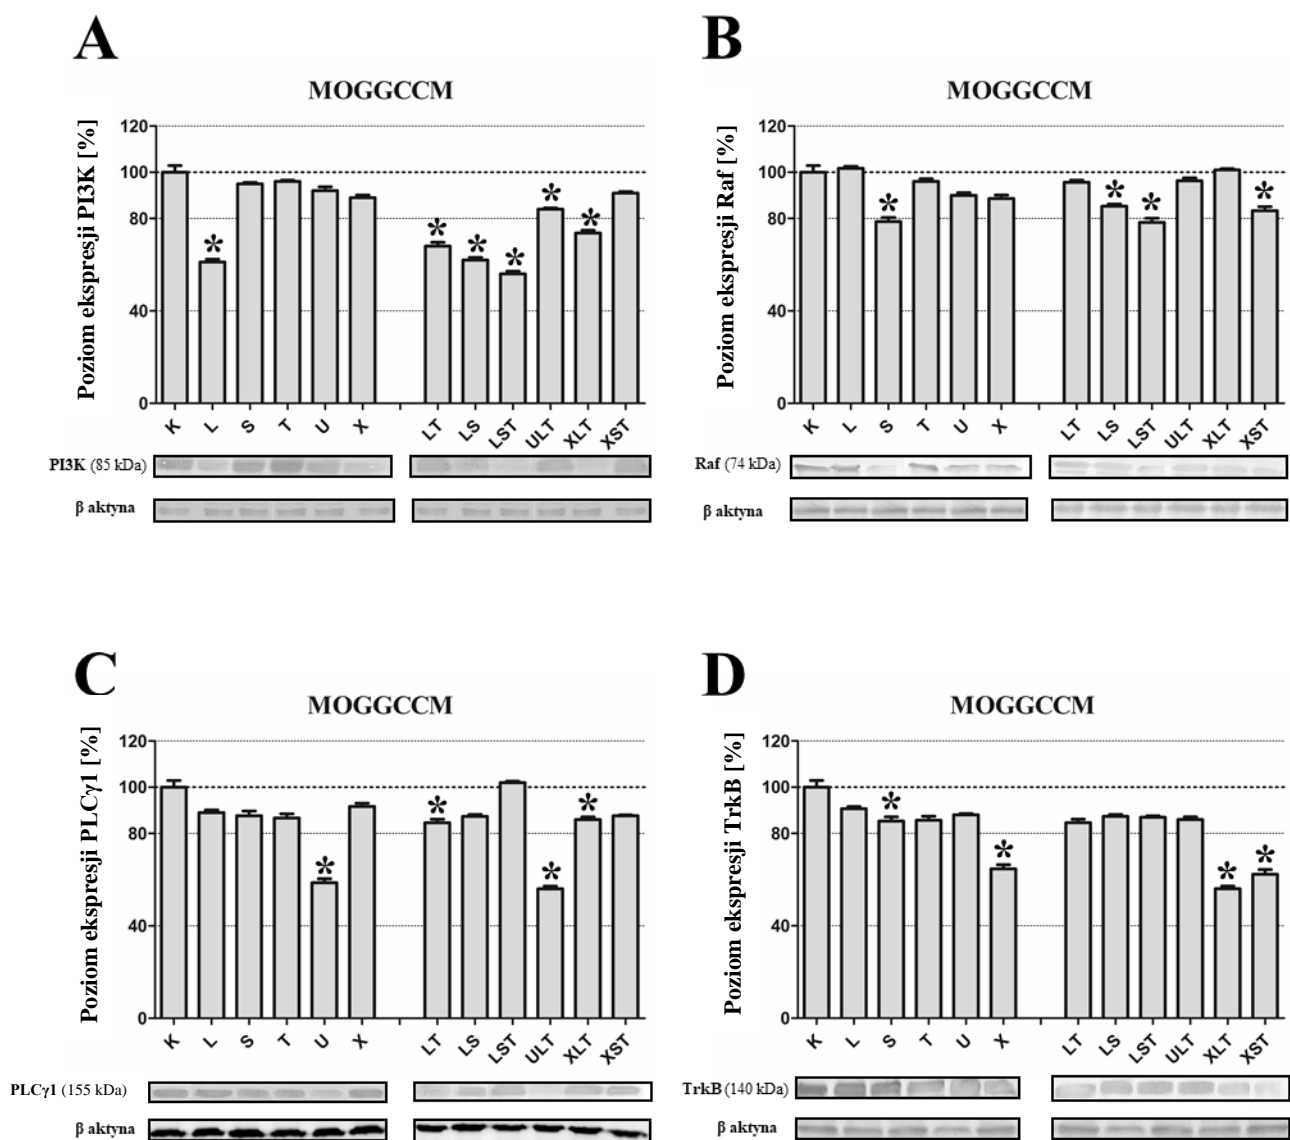 A
MOGGCCM
Poziom ekspresji PI3K [%]
120
100
80
40
0
K L S T U X LT LS LST ULT XLT XST
* * * * * *
PI3K (85 kDa)
β aktyna
B
MOGGCCM
Poziom ekspresji Raf [%]
120
100
80
40
0
K L S T U X LT LS LST ULT XLT XST
* * * *
Raf (74 kDa)
β aktyna
C
MOGGCCM
Poziom ekspresji PLCγ1 [%]
120
100
80
40
0
K L S T U X LT LS LST ULT XLT XST
* * * *
PLCγ1 (155 kDa)
β aktyna
D
MOGGCCM
Poziom ekspresji TrkB [%]
120
100
80
40
0
K L S T U X LT LS LST ULT XLT XST
* * * *
TrkB (140 kDa)
β aktyna